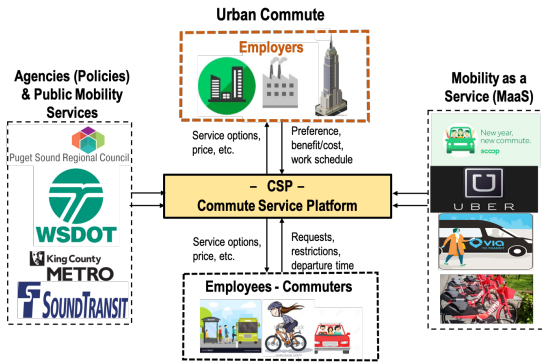 Urban Commute
Employers
Agencies (Policies)
& Public Mobility
Services
Puget Sound Regional Council
WSDOT
King County
METRO
SOUNDTRANSIT
Service options,
price, etc.
Preference,
benefit/cost,
work schedule
– CSP –
Commute Service Platform
Service options,
price, etc.
Requests,
restrictions,
departure time
Employees - Commuters
Mobility as a
Service (MaaS)
New year,
new commute.
scoop
U
UBER
via